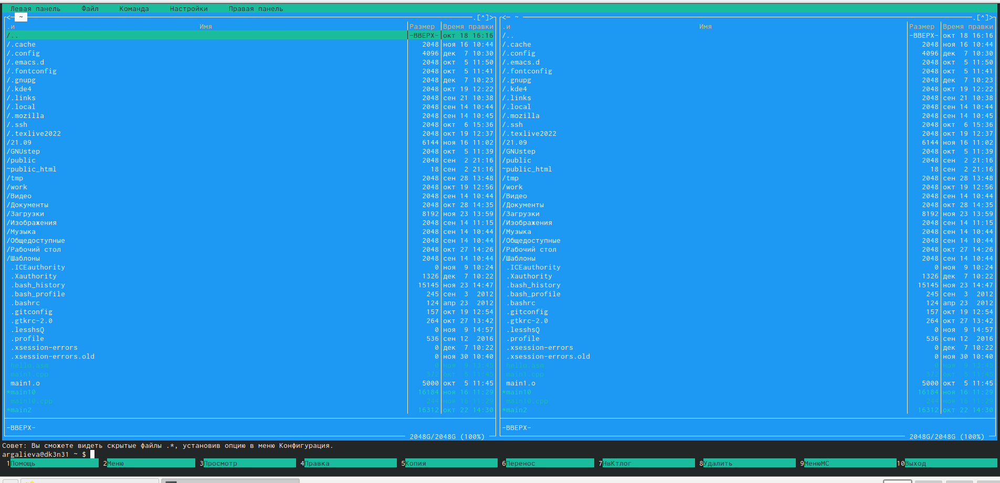 Левая панель Файл Команда Настройки Правая панель
<─ ~ .[^]> <─ ~ .[^]>
.и Имя Размер Время правки .и Имя Размер Время правки
/.. -ВВЕРХ- окт 18 16:16 /.. -ВВЕРХ- окт 18 16:16
/.cache 2048 ноя 16 10:44 /.cache 2048 ноя 16 10:44
/.config 4096 дек 7 10:30 /.config 4096 дек 7 10:30
/.emacs.d 2048 окт 5 11:50 /.emacs.d 2048 окт 5 11:50
/.fontconfig 2048 окт 5 11:41 /.fontconfig 2048 окт 5 11:41
/.gnupg 2048 дек 7 10:23 /.gnupg 2048 дек 7 10:23
/.kde4 2048 окт 19 12:22 /.kde4 2048 окт 19 12:22
/.links 2048 сен 21 10:38 /.links 2048 сен 21 10:38
/.local 2048 сен 14 10:44 /.local 2048 сен 14 10:44
/.mozilla 2048 сен 14 10:45 /.mozilla 2048 сен 14 10:45
/.ssh 2048 окт 6 15:36 /.ssh 2048 окт 6 15:36
/.texlive2022 2048 окт 19 12:37 /.texlive2022 2048 окт 19 12:37
/21.09 6144 ноя 16 11:02 /21.09 6144 ноя 16 11:02
/GNUstep 2048 окт 5 11:39 /GNUstep 2048 окт 5 11:39
/public 2048 сен 2 21:16 /public 2048 сен 2 21:16
~public_html 18 сен 2 21:16 ~public_html 18 сен 2 21:16
/tmp 2048 сен 28 13:48 /tmp 2048 сен 28 13:48
/work 2048 окт 19 12:56 /work 2048 окт 19 12:56
/Видео 2048 сен 14 10:44 /Видео 2048 сен 14 10:44
/Документы 2048 окт 28 14:35 /Документы 2048 окт 28 14:35
/Загрузки 8192 ноя 23 13:59 /Загрузки 8192 ноя 23 13:59
/Изображения 2048 сен 14 11:15 /Изображения 2048 сен 14 11:15
/Музыка 2048 сен 14 10:44 /Музыка 2048 сен 14 10:44
/Общедоступные 2048 сен 14 10:44 /Общедоступные 2048 сен 14 10:44
/Рабочий стол 2048 окт 27 14:26 /Рабочий стол 2048 окт 27 14:26
/Шаблоны 2048 сен 14 10:44 /Шаблоны 2048 сен 14 10:44
.ICEauthority 0 ноя 9 10:24 .ICEauthority 0 ноя 9 10:24
.Xauthority 1326 дек 7 10:22 .Xauthority 1326 дек 7 10:22
.bash_history 15145 ноя 23 14:47 .bash_history 15145 ноя 23 14:47
.bash_profile 245 сен 3 2012 .bash_profile 245 сен 3 2012
.bashrc 124 апр 23 2012 .bashrc 124 апр 23 2012
.gitconfig 157 окт 19 12:54 .gitconfig 157 окт 19 12:54
.gtkrc-2.0 264 окт 27 13:42 .gtkrc-2.0 264 окт 27 13:42
.lesshsQ 0 ноя 9 14:57 .lesshsQ 0 ноя 9 14:57
.profile 536 сен 12 2016 .profile 536 сен 12 2016
.xsession-errors 0 дек 7 10:22 .xsession-errors 0 дек 7 10:22
.xsession-errors.old 0 ноя 30 10:40 .xsession-errors.old 0 ноя 30 10:40
hello.asm 0 ноя 13:45 hello.asm 0 ноя 13:45
main1.cpp 372 окт 5 11:45 main1.cpp 372 окт 5 11:45
main1.o 5000 окт 5 11:45 main1.o 5000 окт 5 11:45
*main10 16184 ноя 16 11:29 *main10 16184 ноя 16 11:29
main10.cpp 244 ноя 16 11:29 main10.cpp 244 ноя 16 11:29
*main2 16312 окт 22 14:30 *main2 16312 окт 22 14:30
-ВВЕРХ- -ВВЕРХ-
2048G/2048G (100%) 2048G/2048G (100%)
Совет: Вы сможете видеть скрытые файлы .*, установив опцию в меню Конфигурация.
argalieva@dk3n31 ~ $
1Помощь 2Меню 3Просмотр 4Правка 5Копия 6Перенос 7НвКтлог 8Удалить 9МенюMC 10Выход